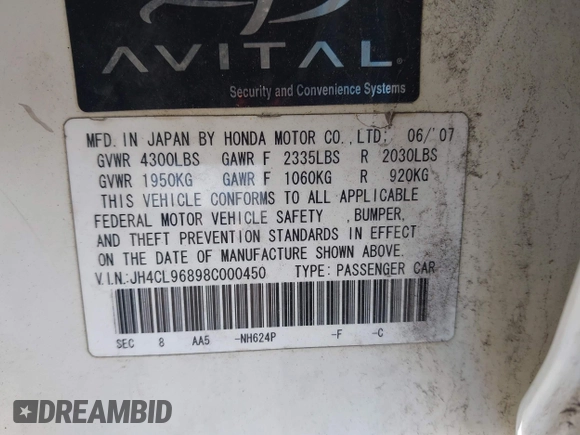 AVITAL®
Security and Convenience Systems
MFD. IN JAPAN BY HONDA MOTOR CO., LTD. 06/'07
GVWR 4300LBS GAWR F 2335LBS R 2030LBS
GVWR 1950KG GAWR F 1060KG R 920KG
THIS VEHICLE CONFORMS TO ALL APPLICABLE
FEDERAL MOTOR VEHICLE SAFETY ,BUMPER,
AND THEFT PREVENTION STANDARDS IN EFFECT
ON THE DATE OF MANUFACTURE SHOWN ABOVE.
V.I.N.:JH4CL96898C000450 TYPE: PASSENGER CAR
SEC 8 AA5 -NH624P -F -C
DREAMBID